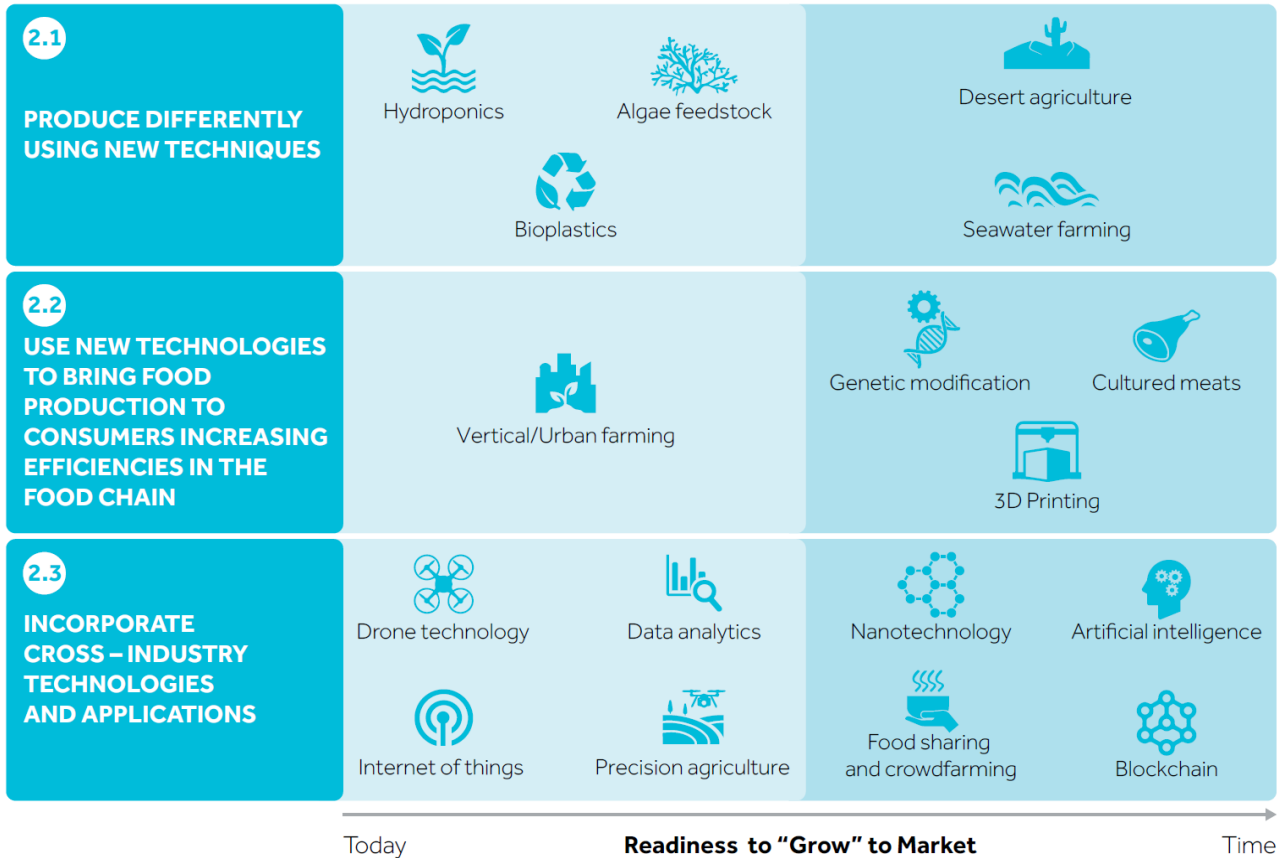 2.1
PRODUCE DIFFERENTLY
USING NEW TECHNIQUES
Hydroponics
Algae feedstock
Bioplastics
Desert agriculture
Seawater farming
2.2
USE NEW TECHNOLOGIES
TO BRING FOOD
PRODUCTION TO
CONSUMERS INCREASING
EFFICIENCIES IN THE
FOOD CHAIN
Vertical/Urban farming
Genetic modification
Cultured meats
3D Printing
2.3
INCORPORATE
CROSS – INDUSTRY
TECHNOLOGIES
AND APPLICATIONS
Drone technology
Data analytics
Internet of things
Precision agriculture
Nanotechnology
Artificial intelligence
Food sharing
and crowdfarming
Blockchain
Today
Readiness to “Grow” to Market
Time